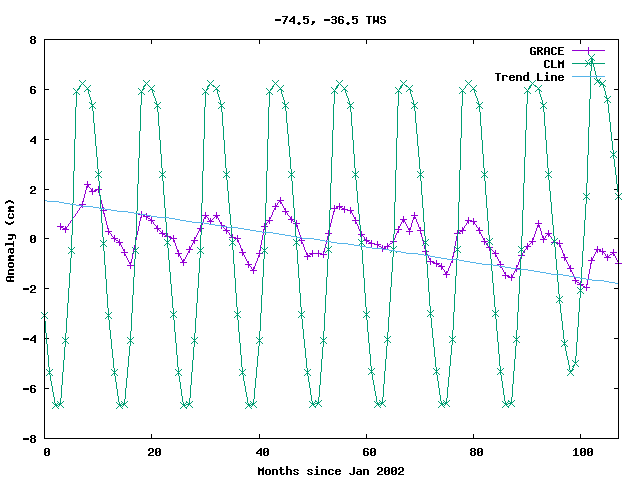 -74.5, -36.5 TWS
GRACE
CLM
Trend Line
Anomaly (cm)
8
6
4
2
0
-2
-4
-6
-8
0 20 40 60 80 100
Months since Jan 2002